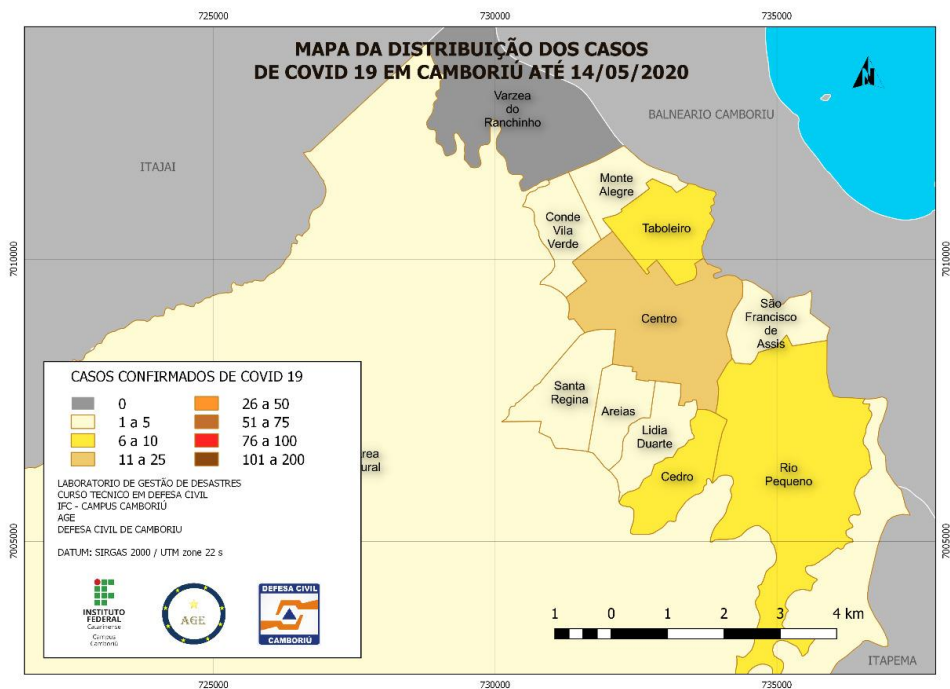 725000
730000
735000
MAPA DA DISTRIBUIÇÃO DOS CASOS
DE COVID 19 EM CAMBORIÚ ATÉ 14/05/2020
N
Varzea
do
Ranchinho
BALNEARIO CAMBORIU
ITAJAI
Monte
Alegre
Conde
Vila
Verde
Taboleiro
7010000
7010000
São
Francisco
de
Assis
Centro
Santa
Regina
Areias
Lidia
Duarte
Cedro
Rio
Pequeno
CASOS CONFIRMADOS DE COVID 19
0
1 a 5
6 a 10
11 a 25
26 a 50
51 a 75
76 a 100
101 a 200
LABORATORIO DE GESTÃO DE DESASTRES
CURSO TECNICO EM DEFESA CIVIL
IFC - CAMPUS CAMBORIÚ
AGE
DEFESA CIVIL DE CAMBORIU
DATUM: SIRGAS 2000 / UTM zone 22 s
INSTITUTO
FEDERAL
Catarinense
Campus
Camboriú
AGE
DEFESA CIVIL
CAMBORIÚ
rea
ural
7005000
7005000
1 0 1 2 3 4 km
ITAPEMA
725000
730000
735000